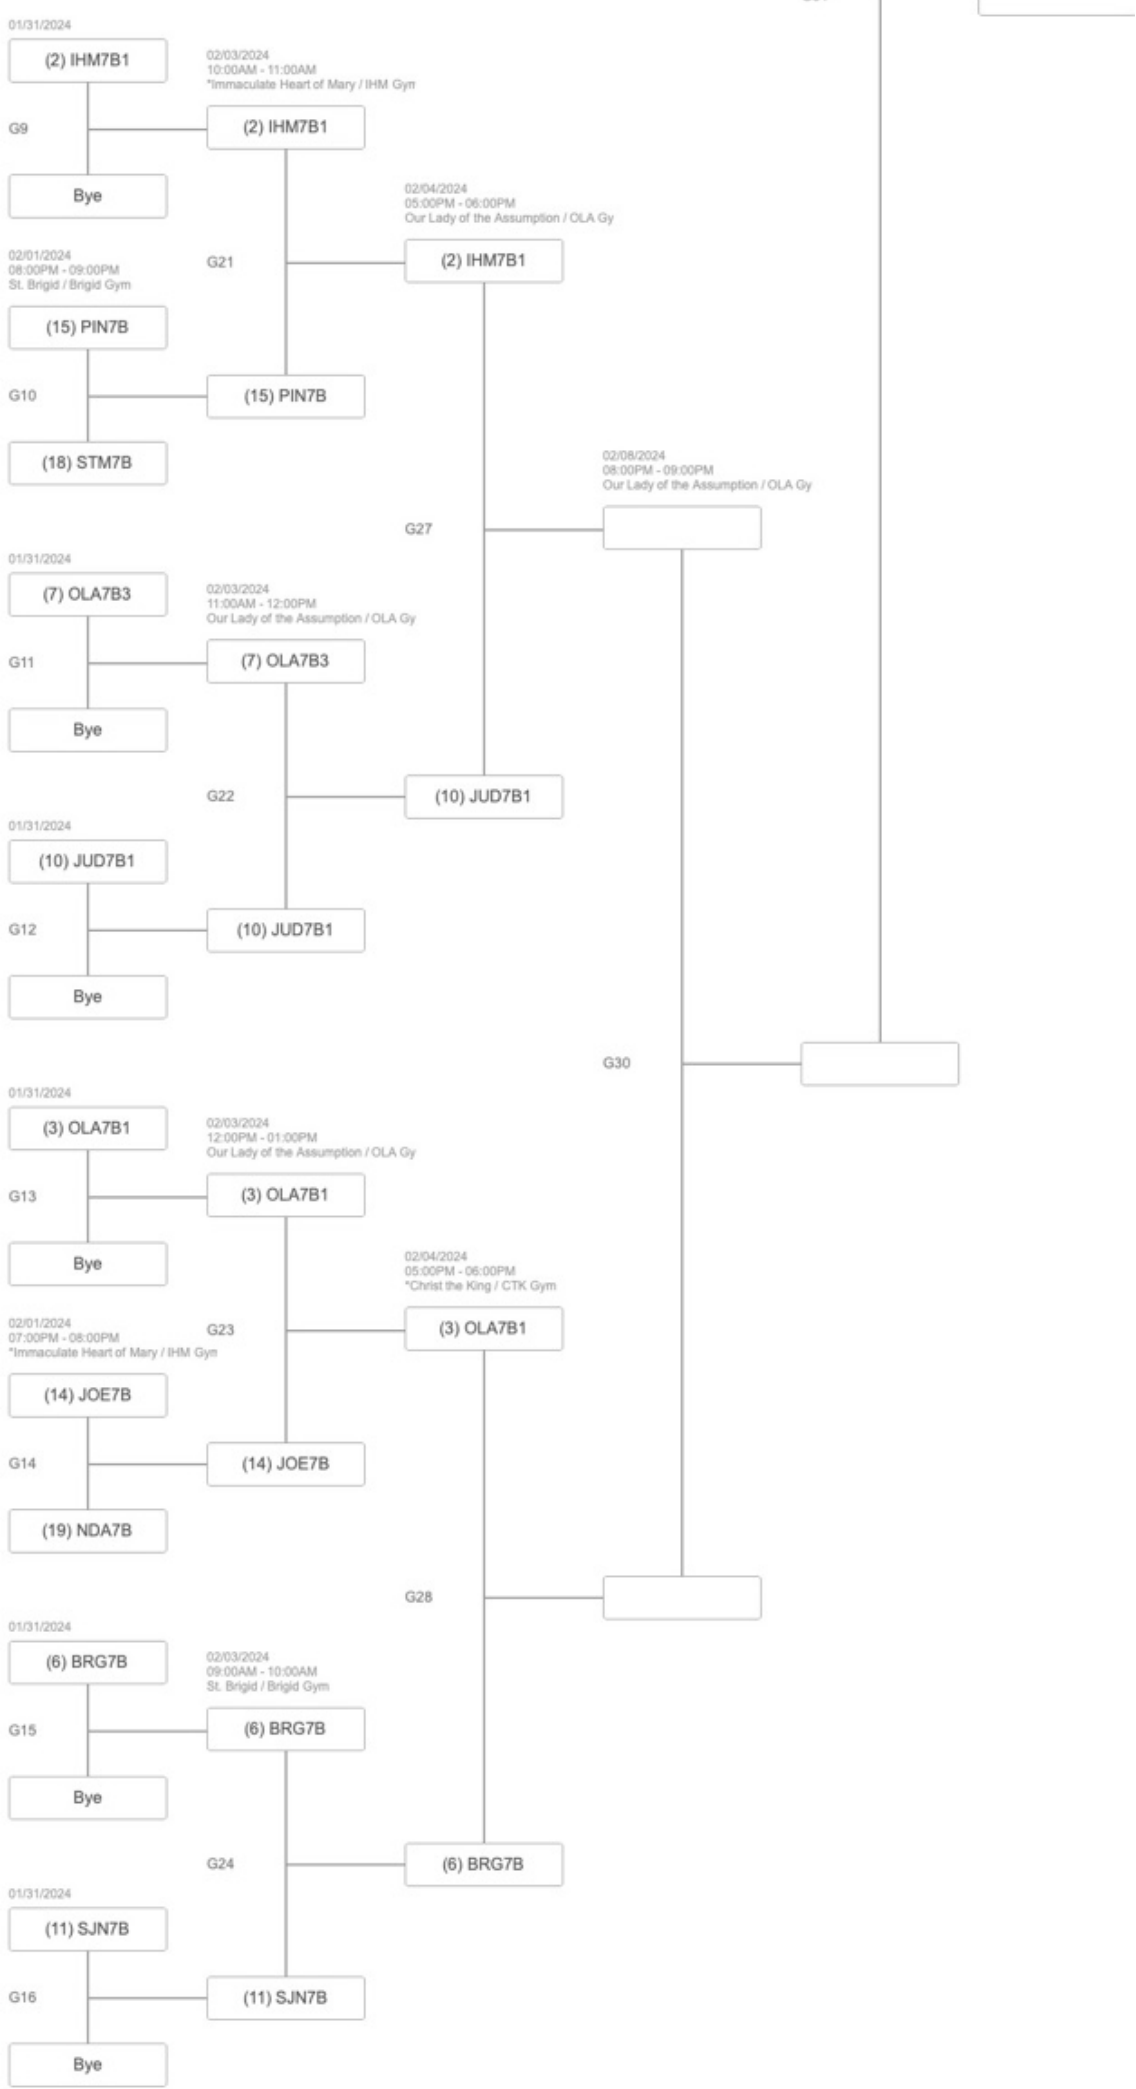 01/31/2024
(2) IHM7B1
G9
Bye
02/01/2024
08:00PM - 09:00PM
St. Brigid / Brigid Gym
(15) PIN7B
G10
(18) STM7B
01/31/2024
(7) OLA7B3
G11
Bye
01/31/2024
(10) JUD7B1
G12
Bye
01/31/2024
(3) OLA7B1
G13
Bye
02/01/2024
07:00PM - 08:00PM
*Immaculate Heart of Mary / IHM Gym
(14) JOE7B
G14
(19) NDA7B
01/31/2024
(6) BRG7B
G15
Bye
01/31/2024
(11) SJN7B
G16
Bye
02/03/2024
10:00AM - 11:00AM
*Immaculate Heart of Mary / IHM Gym
(2) IHM7B1
G21
(15) PIN7B
02/03/2024
11:00AM - 12:00PM
Our Lady of the Assumption / OLA Gy
(7) OLA7B3
G22
(10) JUD7B1
02/03/2024
12:00PM - 01:00PM
Our Lady of the Assumption / OLA Gy
(3) OLA7B1
G23
(14) JOE7B
02/03/2024
09:00AM - 10:00AM
St. Brigid / Brigid Gym
(6) BRG7B
G24
(11) SJN7B
02/04/2024
05:00PM - 06:00PM
Our Lady of the Assumption / OLA Gy
(2) IHM7B1
G27
(10) JUD7B1
02/04/2024
05:00PM - 06:00PM
*Christ the King / CTK Gym
(3) OLA7B1
G28
(6) BRG7B
02/08/2024
08:00PM - 09:00PM
Our Lady of the Assumption / OLA Gy
G30